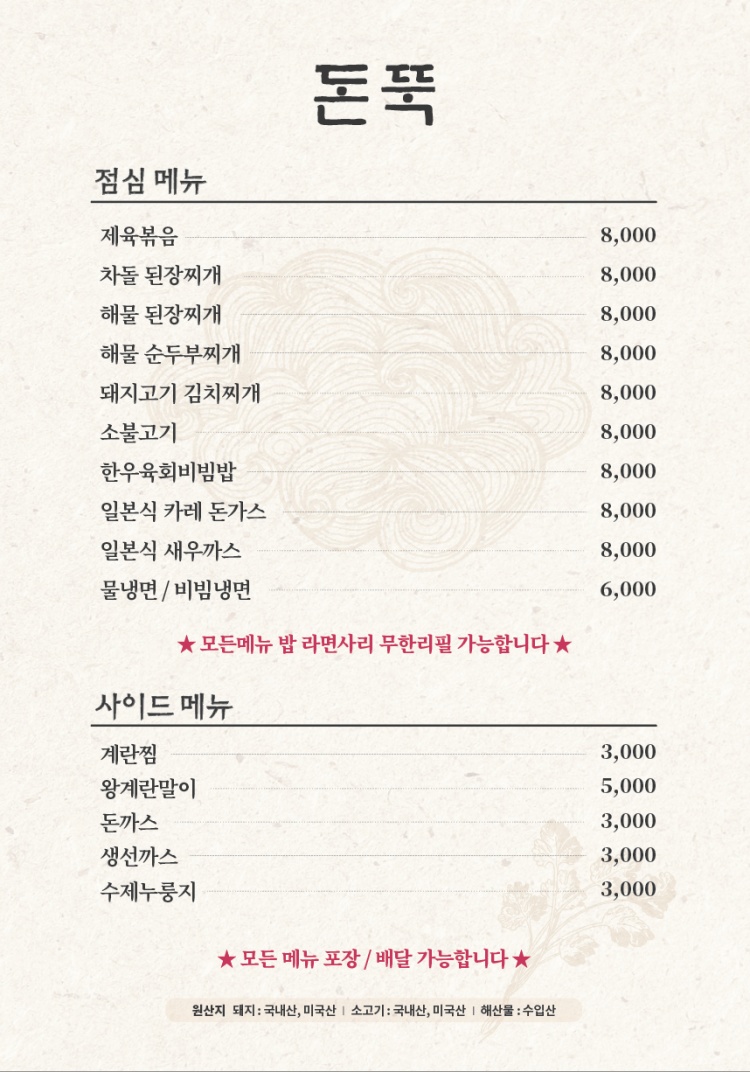 돈뚝
점심 메뉴
제육볶음 8,000
차돌 된장찌개 8,000
해물 된장찌개 8,000
해물 순두부찌개 8,000
돼지고기 김치찌개 8,000
소불고기 8,000
한우육회비빔밥 8,000
일본식 카레 돈가스 8,000
일본식 새우까스 8,000
물냉면 / 비빔냉면 6,000
★ 모든메뉴 밥 라면사리 무한리필 가능합니다 ★
사이드 메뉴
계란찜 3,000
왕계란말이 5,000
돈까스 3,000
생선까스 3,000
수제누룽지 3,000
★ 모든 메뉴 포장 / 배달 가능합니다 ★
원산지 돼지 : 국내산, 미국산 | 소고기 : 국내산, 미국산 | 해산물 : 수입산